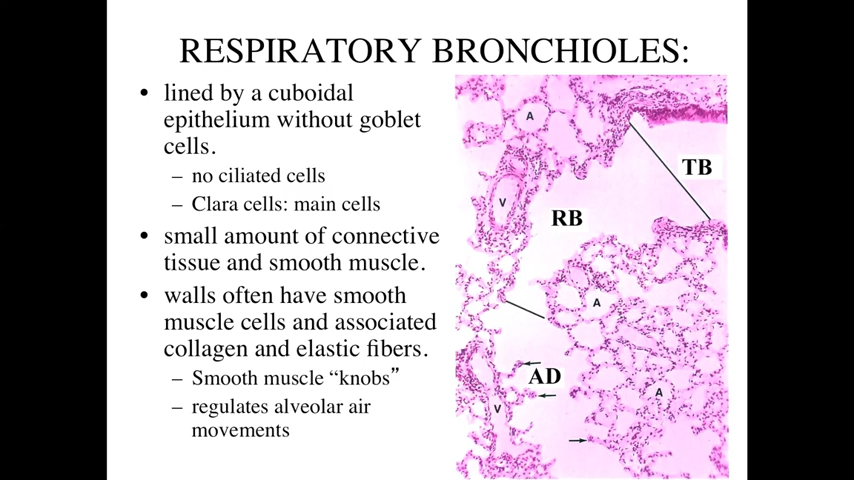 RESPIRATORY BRONCHIOLES:
• lined by a cuboidal
epithelium without goblet
cells.
– no ciliated cells
– Clara cells: main cells
• small amount of connective
tissue and smooth muscle.
• walls often have smooth
muscle cells and associated
collagen and elastic fibers.
– Smooth muscle “knobs”
– regulates alveolar air
movements
A
TB
V
RB
A
AD
A
V